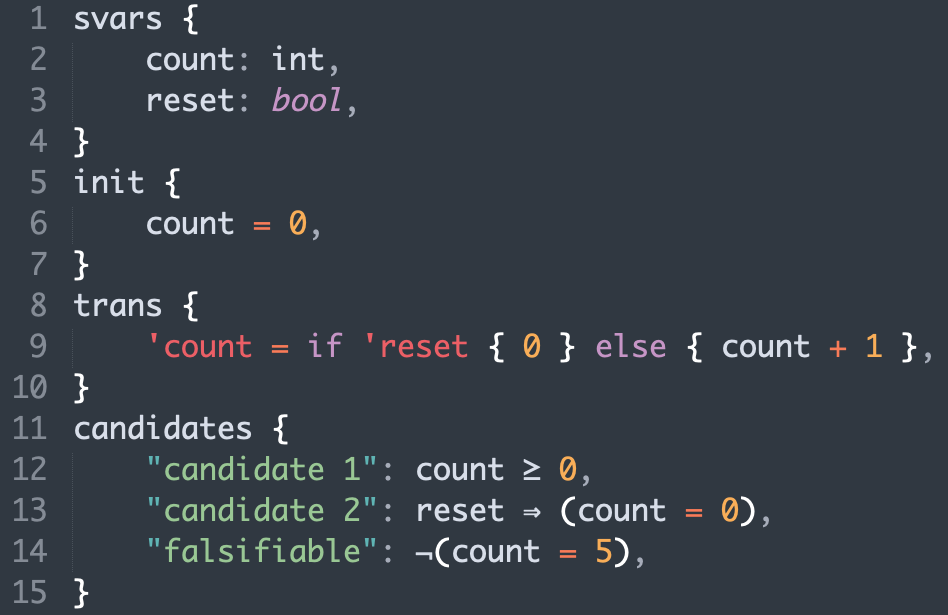 1 svars {
2     count: int,
3     reset: bool,
4 }
5 init {
6     count = 0,
7 }
8 trans {
9     'count = if 'reset { 0 } else { count + 1 },
10 }
11 candidates {
12     "candidate 1": count ≥ 0,
13     "candidate 2": reset ⇒ (count = 0),
14     "falsifiable": ¬(count = 5),
15 }